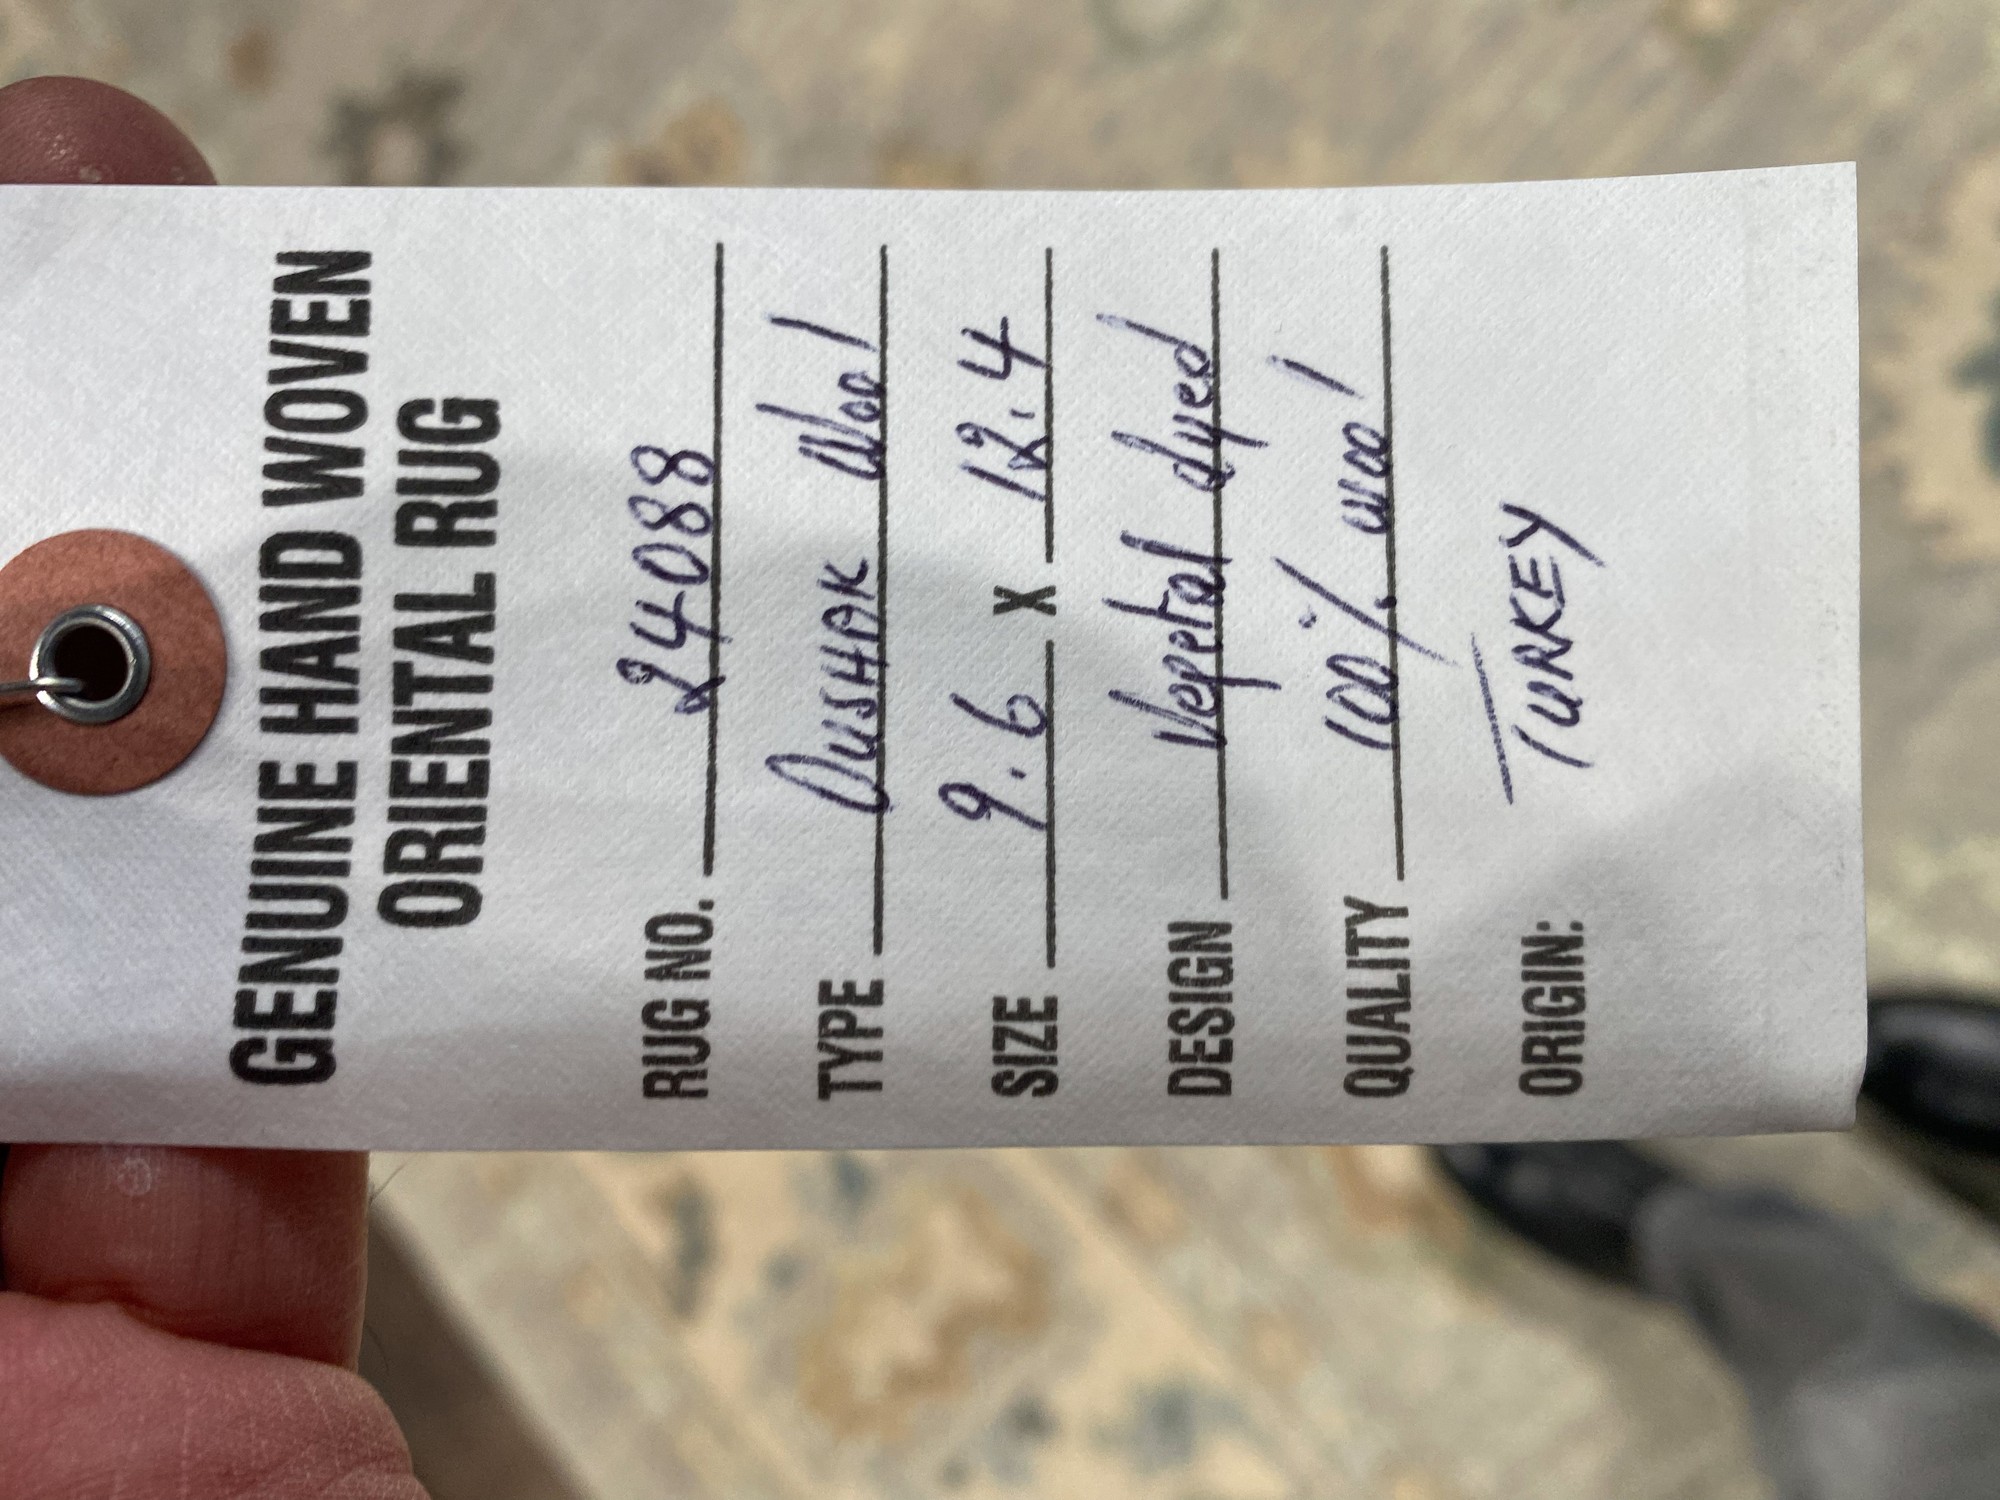 GENUINE HAND WOVEN
ORIENTAL RUG
RUG NO. 24088
TYPE OUSHAK Wool
SIZE 9.6 X 12.4
DESIGN Vegetal dyed
QUALITY 100% wool
ORIGIN: TURKEY